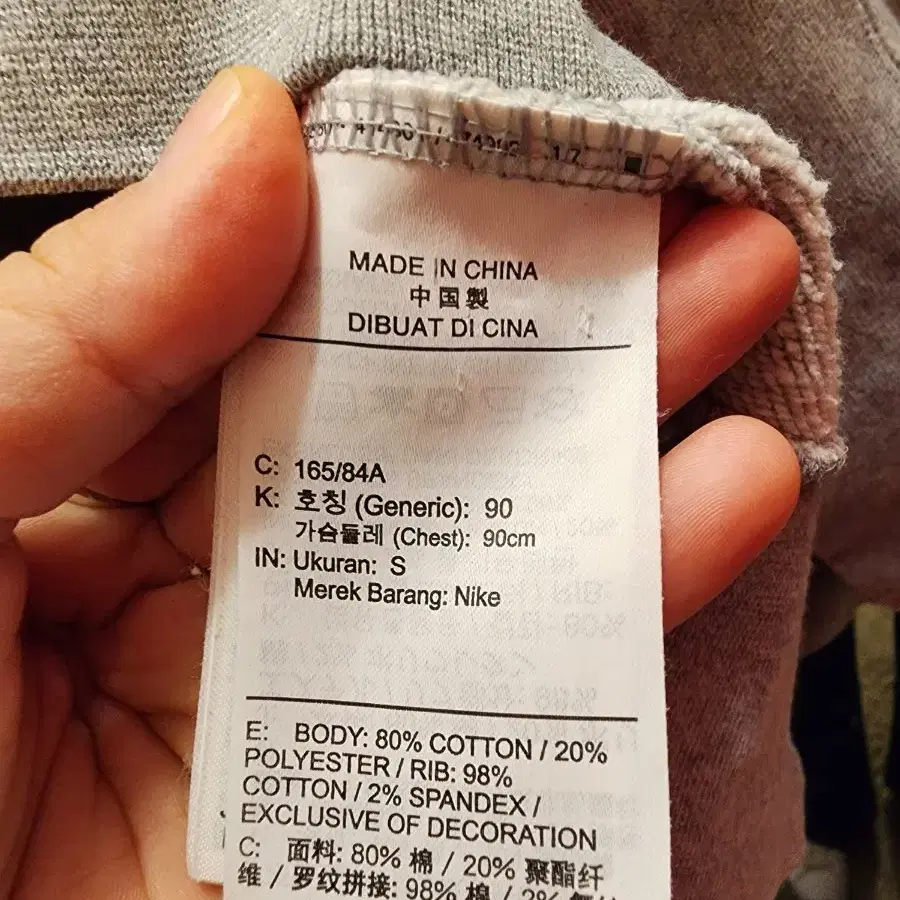 MADE IN CHINA
中国製
DIBUAT DI CINA
C: 165/84A
K: 호칭 (Generic): 90
가슴둘레 (Chest): 90cm
IN: Ukuran: S
Merek Barang: Nike
E: BODY: 80% COTTON / 20%
POLYESTER / RIB: 98%
COTTON / 2% SPANDEX /
EXCLUSIVE OF DECORATION
C: 面料: 80% 棉 / 20% 聚酯纤
维 / 罗纹拼接: 98% 棉 / 2%